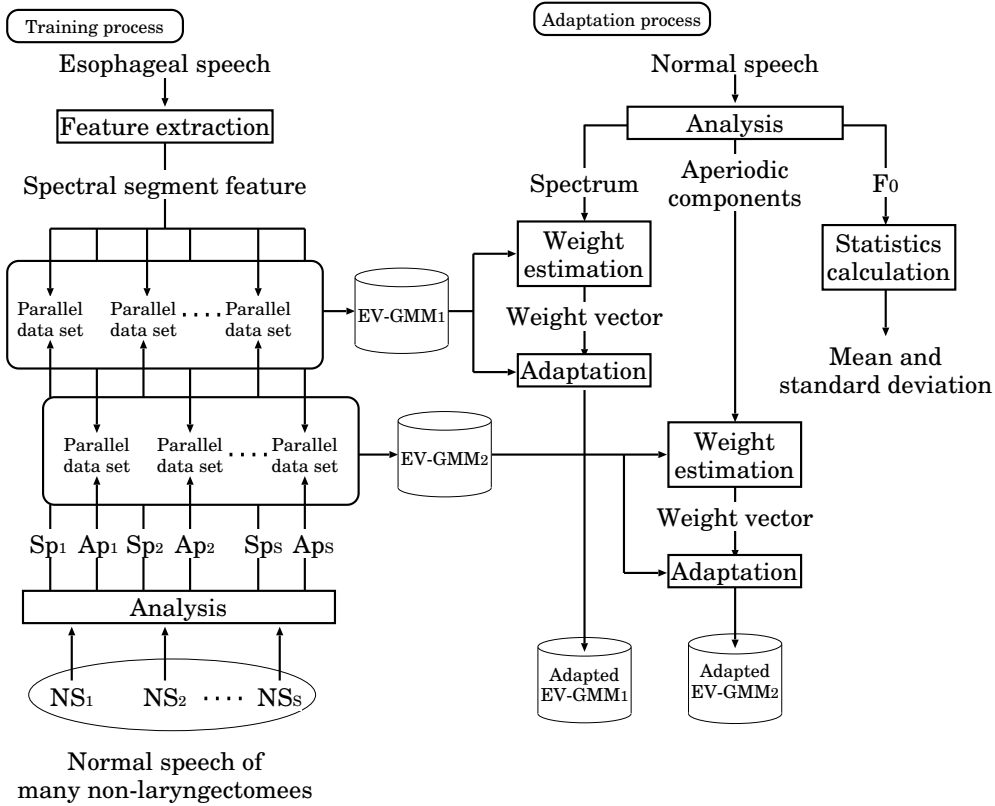 Training process
Esophageal speech
Feature extraction
Spectral segment feature
Parallel
data set
Parallel
data set
....
Parallel
data set
EV-GMM1
Parallel
data set
Parallel
data set
....
Parallel
data set
EV-GMM2
Sp1
Ap1
Sp2
Ap2
SpS
ApS
Analysis
NS1
NS2
....
NSS
Normal speech of
many non-laryngectomees
Adaptation process
Normal speech
Analysis
Spectrum
Aperiodic
components
F0
Weight
estimation
Statistics
calculation
Weight vector
Mean and
standard deviation
Adaptation
Weight
estimation
Weight vector
Adaptation
Adapted
EV-GMM1
Adapted
EV-GMM2